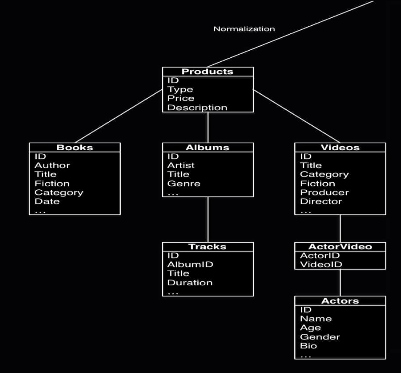 Normalization
Products
ID
Type
Price
Description
Books
ID
Author
Title
Fiction
Category
Date
...
Albums
ID
Artist
Title
Genre
...
Videos
ID
Title
Category
Fiction
Producer
Director
...
Tracks
ID
AlbumID
Title
Duration
...
ActorVideo
ActorID
VideoID
Actors
ID
Name
Age
Gender
Bio
...